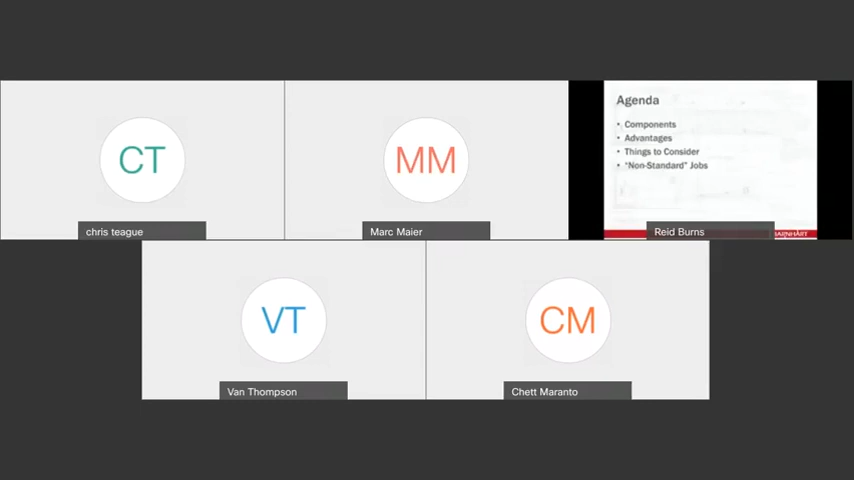 CT
chris teague
MM
Marc Maier
Agenda
• Components
• Advantages
• Things to Consider
• "Non-Standard" Jobs
Reid Burns
BARNHART
VT
Van Thompson
CM
Chett Maranto